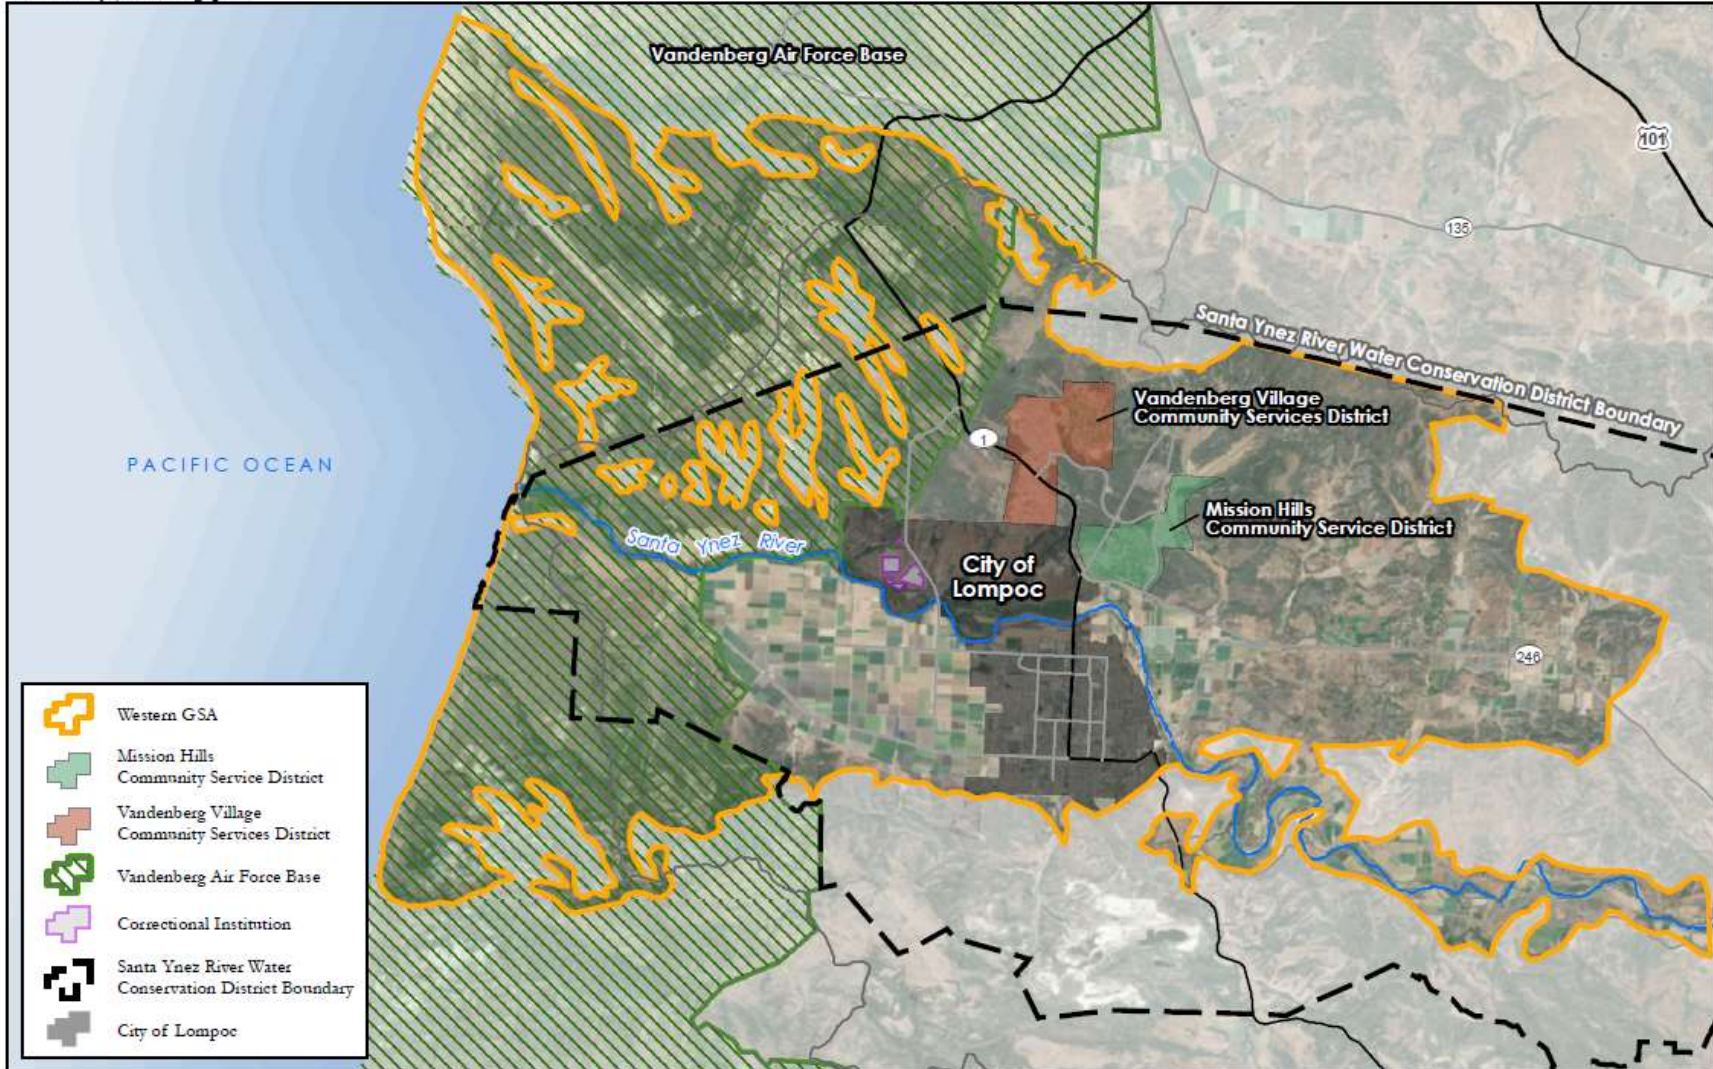 Vandenberg Air Force Base
101
135
Santa Ynez River Water Conservation District Boundary
Vandenberg Village
Community Services District
1
PACIFIC OCEAN
Mission Hills
Community Service District
Santa Ynez River
City of
Lompoc
246
Western GSA
Mission Hills
Community Service District
Vandenberg Village
Community Services District
Vandenberg Air Force Base
Correctional Institution
Santa Ynez River Water
Conservation District Boundary
City of Lompoc